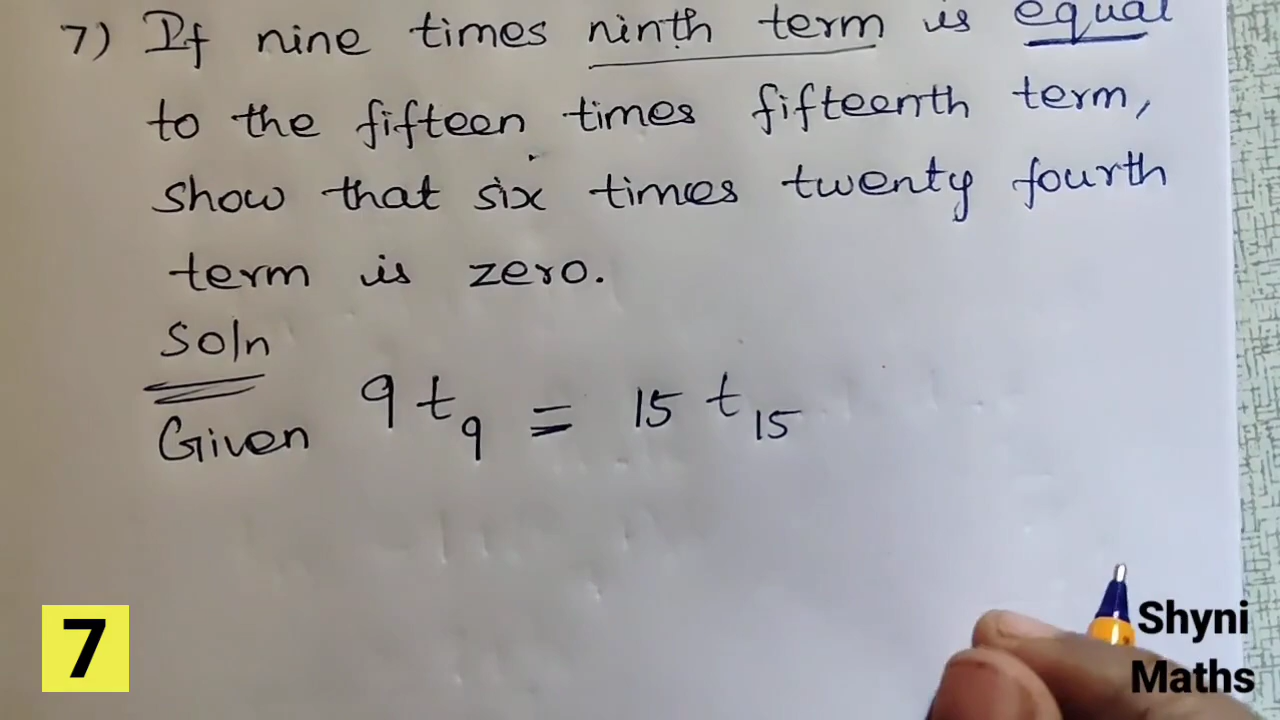 7) If nine times ninth term is equal
to the fifteen times fifteenth term,
show that six times twenty fourth
term is zero.
Soln
Given 9 t₉ = 15 t₁₅
7
Shyni
Maths